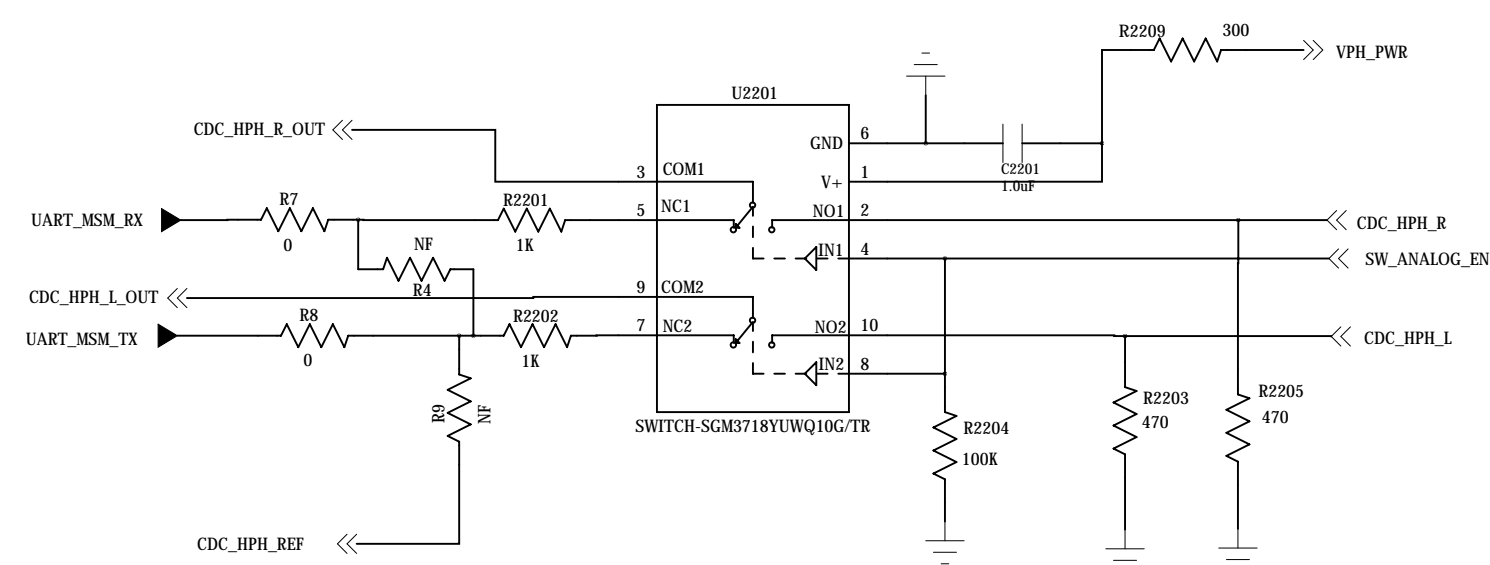 R2209 300
VPH_PWR
U2201
CDC_HPH_R_OUT
GND 6
C2201
1.0uF
3 COM1
V+ 1
R7
R2201
5 NC1
NO1 2
UART_MSM_RX
CDC_HPH_R
0
1K
NF
IN1 4
SW_ANALOG_EN
R4
CDC_HPH_L_OUT
9 COM2
R8
R2202
7 NC2
NO2 10
UART_MSM_TX
CDC_HPH_L
0
1K
IN2 8
R9
NF
R2203
470
R2205
470
SWITCH-SGM3718YUWQ10G/TR
R2204
100K
CDC_HPH_REF